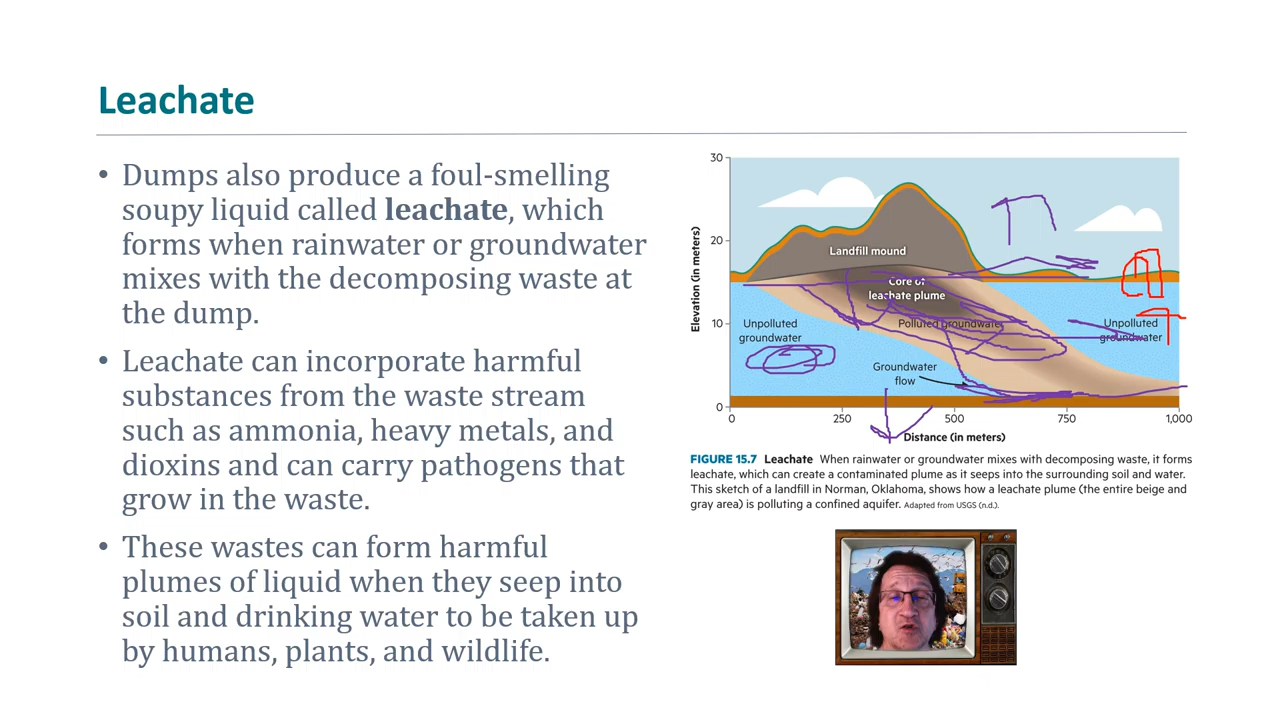 Leachate
• Dumps also produce a foul-smelling
soupy liquid called leachate, which
forms when rainwater or groundwater
mixes with the decomposing waste at
the dump.
• Leachate can incorporate harmful
substances from the waste stream
such as ammonia, heavy metals, and
dioxins and can carry pathogens that
grow in the waste.
• These wastes can form harmful
plumes of liquid when they seep into
soil and drinking water to be taken up
by humans, plants, and wildlife.
Elevation (in meters)
30
20
10
0
Landfill mound
Core of
leachate plume
Unpolluted
groundwater
Polluted groundwater
Unpolluted
groundwater
Groundwater
flow
0 250 500 750 1,000
Distance (in meters)
FIGURE 15.7 Leachate When rainwater or groundwater mixes with decomposing waste, it forms
leachate, which can create a contaminated plume as it seeps into the surrounding soil and water.
This sketch of a landfill in Norman, Oklahoma, shows how a leachate plume (the entire beige and
gray area) is polluting a confined aquifer. Adapted from USGS (n.d.).